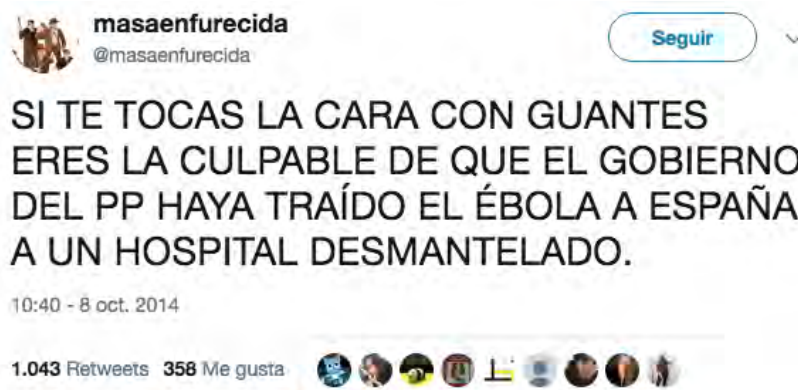 masaenfurecida
@masaenfurecida
Seguir
SI TE TOCAS LA CARA CON GUANTES
ERES LA CULPABLE DE QUE EL GOBIERNO
DEL PP HAYA TRAÍDO EL ÉBOLA A ESPAÑA
A UN HOSPITAL DESMANTELADO.
10:40 - 8 oct. 2014
1.043 Retweets 358 Me gusta